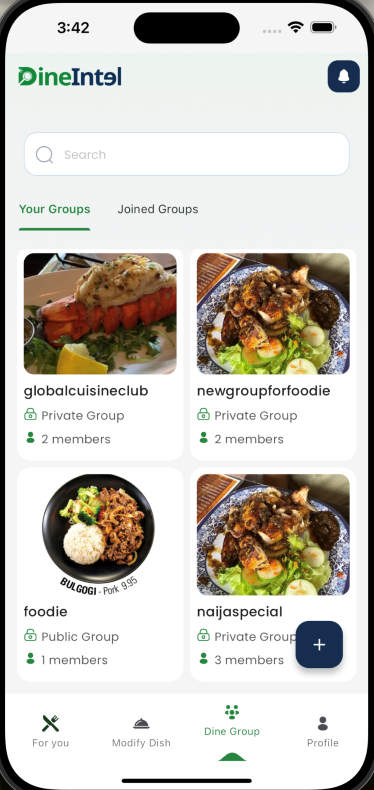 3:42
DineIntel
Search
Your Groups Joined Groups
globalcuisineclub
Private Group
2 members
newgroupforfoodie
Private Group
2 members
BULGOGI - Pork 9.95
foodie
Public Group
1 members
naijaspecial
Private Group
3 members
+
For you Modify Dish Dine Group Profile